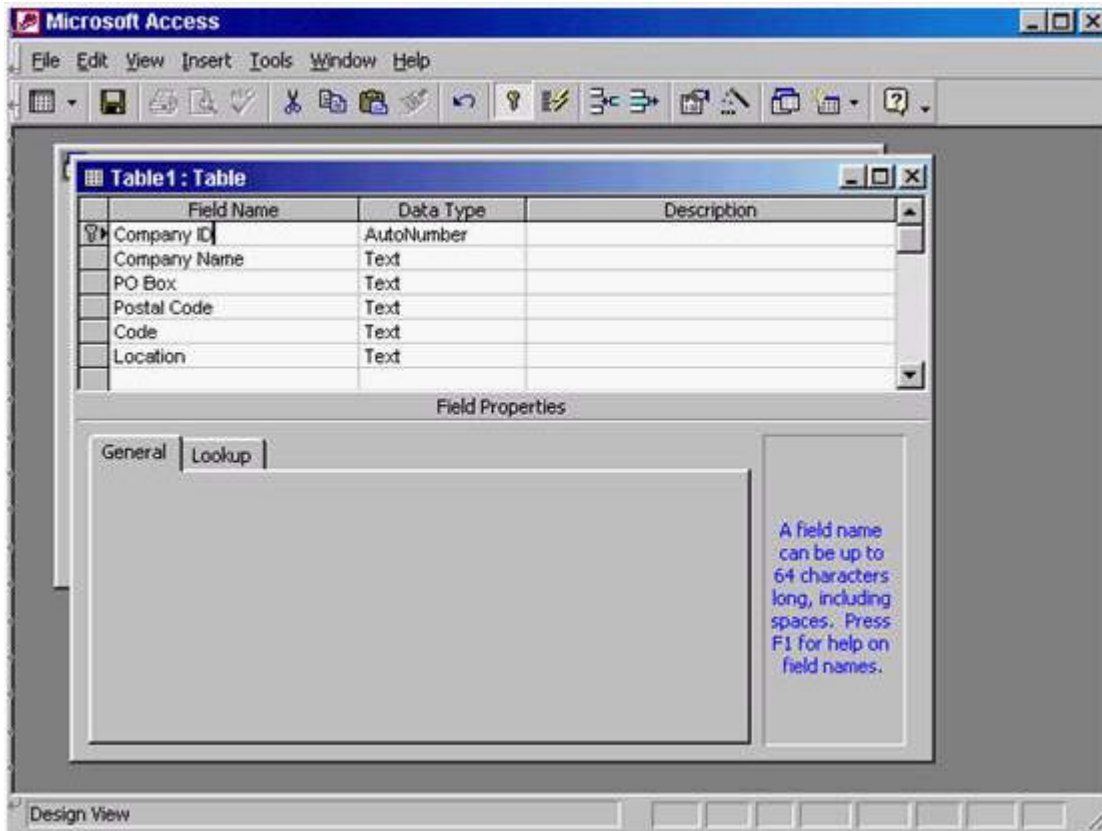 Microsoft Access
File Edit View Insert Tools Window Help
Table1 : Table
Field Name Data Type Description
Company ID AutoNumber
Company Name Text
PO Box Text
Postal Code Text
Code Text
Location Text
Field Properties
General Lookup
A field name
can be up to
64 characters
long, including
spaces. Press
F1 for help on
field names.
Design View